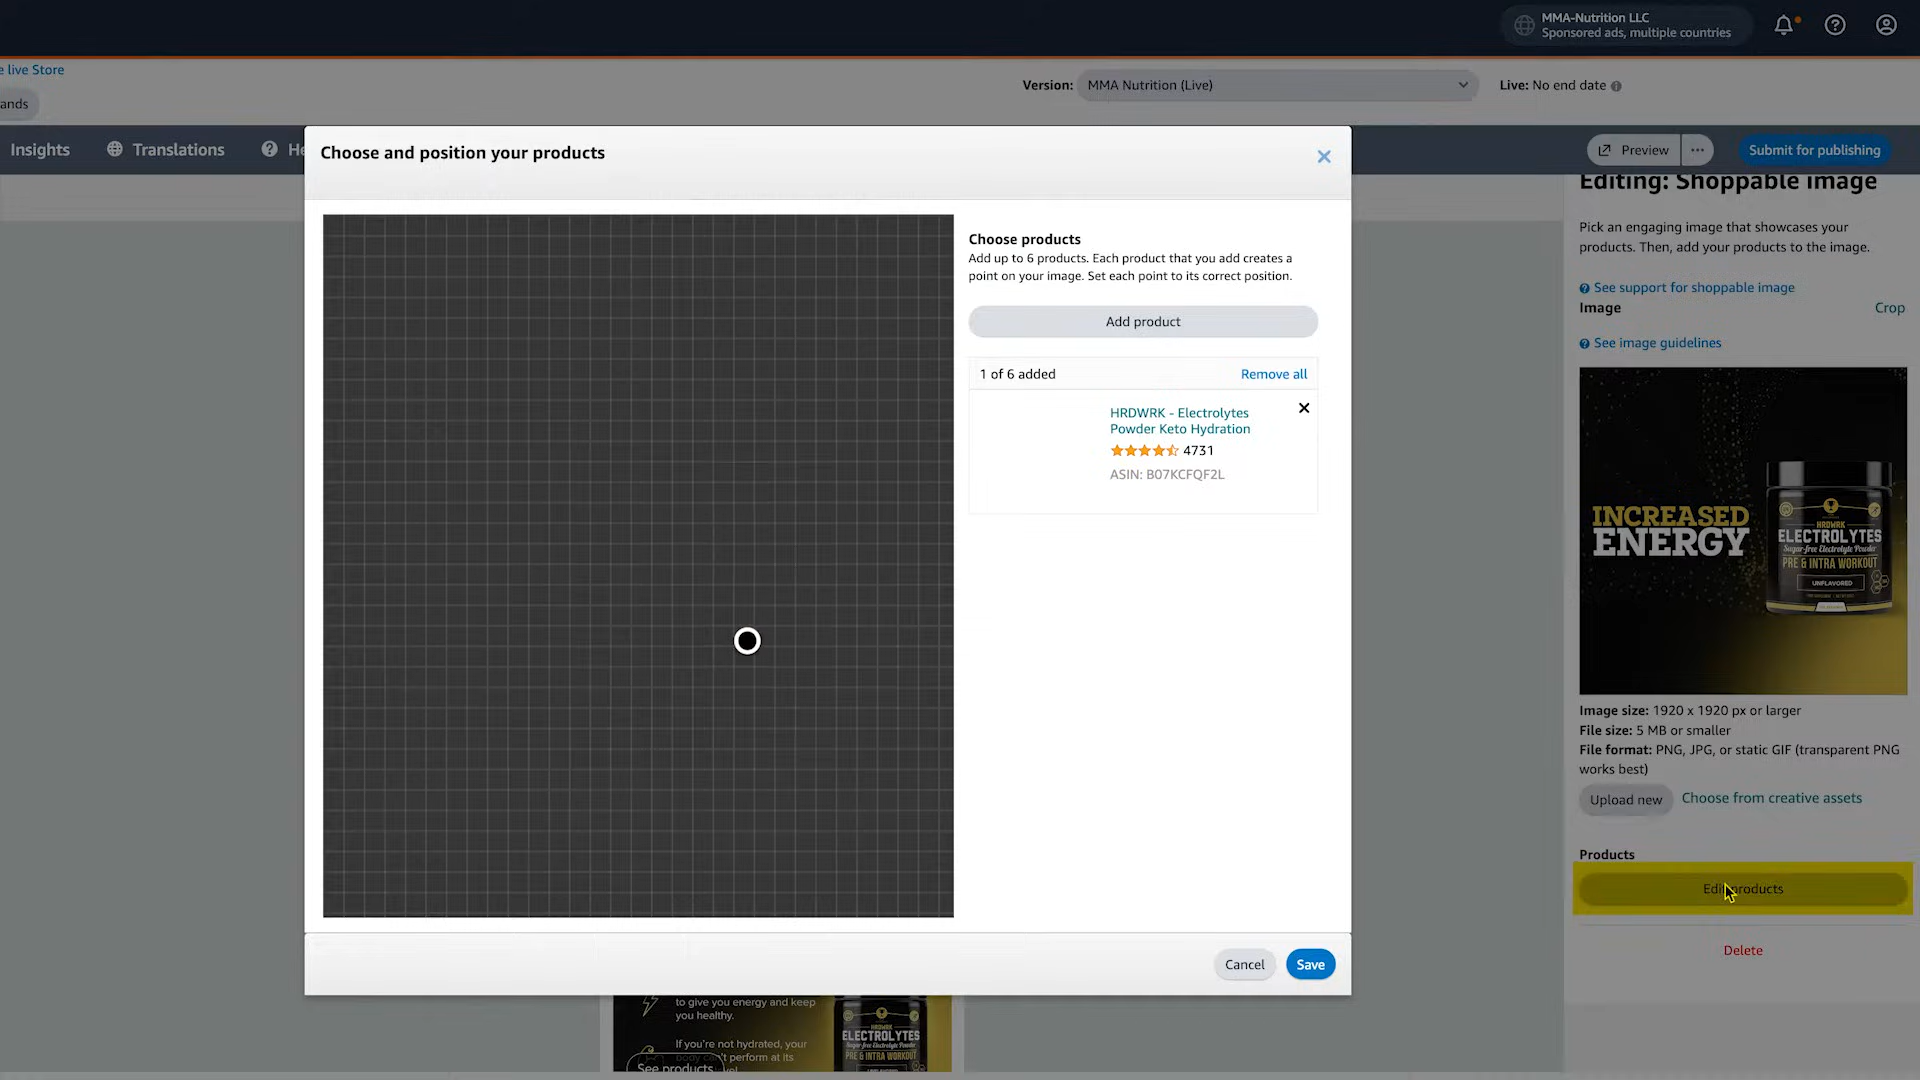 MMA-Nutrition LLC
Sponsored ads, multiple countries
e live Store
Version:
MMA Nutrition (Live)
Live: No end date
ands
Insights
Translations
He
Preview
Submit for publishing
Choose and position your products
Choose products
Add up to 6 products. Each product that you add creates a
point on your image. Set each point to its correct position.
Add product
1 of 6 added
Remove all
HRDWRK - Electrolytes
Powder Keto Hydration
4731
ASIN: B07KCFQF2L
Cancel
Save
Editing: Shoppable image
Pick an engaging image that showcases your
products. Then, add your products to the image.
See support for shoppable image
Image
Crop
See image guidelines
INCREASED
ENERGY
HRDWRK
ELECTROLYTES
Sugar-free Electrolyte Powder
PRE & INTRA WORKOUT
UNFLAVORED
Image size: 1920 x 1920 px or larger
File size: 5 MB or smaller
File format: PNG, JPG, or static GIF (transparent PNG
works best)
Upload new
Choose from creative assets
Products
Edit products
Delete
to give you energy and keep
you healthy.
If you're not hydrated, your
body can't perform at its
See products
HRDWRK
ELECTROLYTES
PRE & INTRA WORKOUT